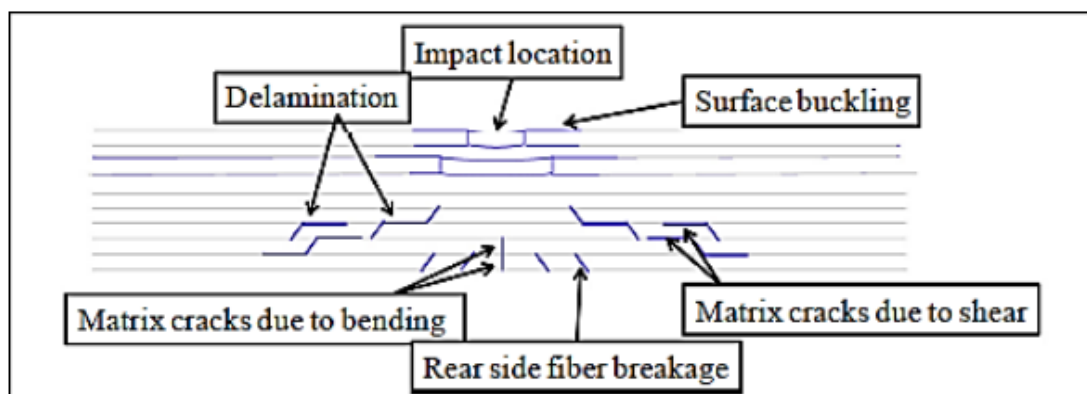 Impact location
Delamination
Surface buckling
Matrix cracks due to bending
Matrix cracks due to shear
Rear side fiber breakage